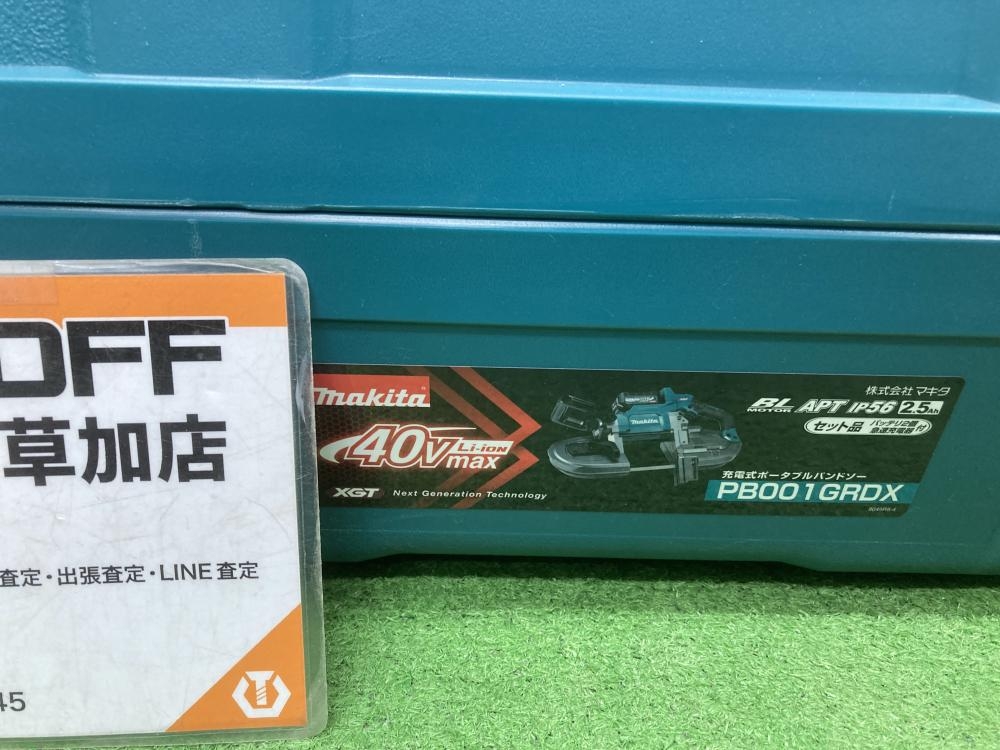 OFF
草加店
査定・出張査定・LINE査定
45
makita
40Vmax Li-ion
XGT Next Generation Technology
makita
株式会社マキタ
BL MOTOR APT IP56 2.5Ah
セット品 バッテリ2個 急速充電器 付
充電式ポータブルバンドソー
PB001GRDX